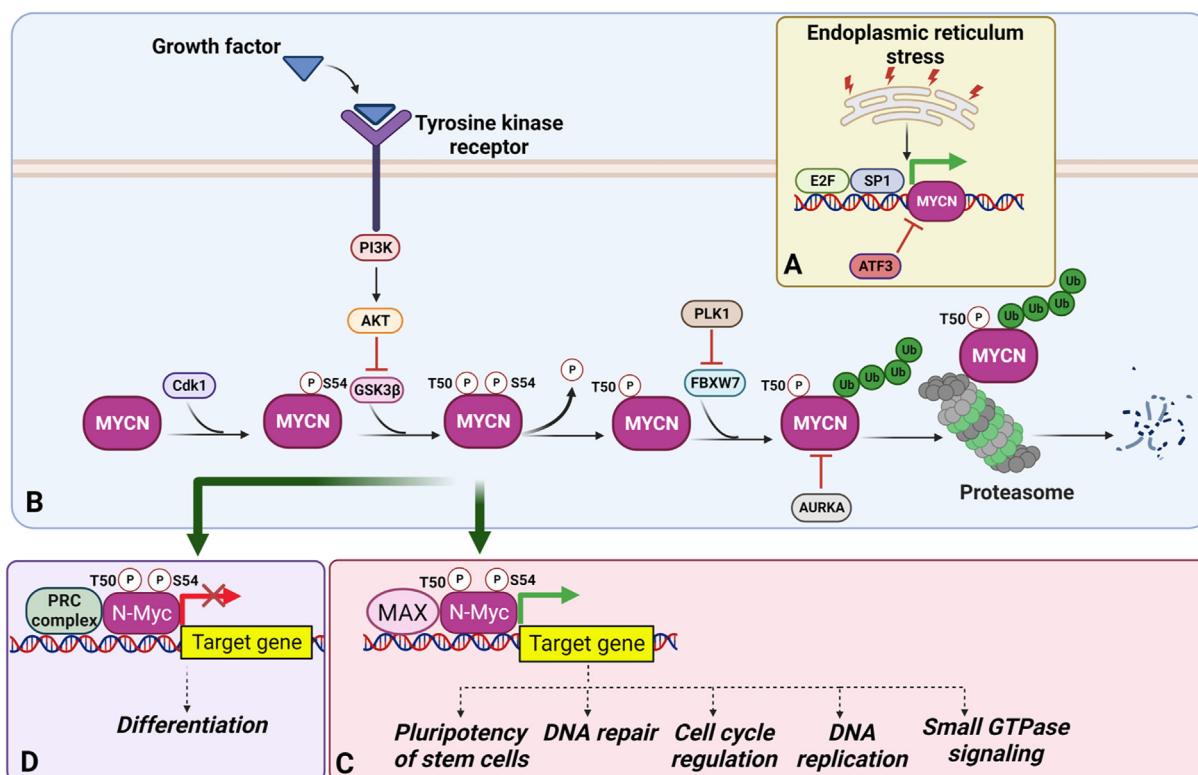 Growth factor
Tyrosine kinase
receptor
Endoplasmic reticulum
stress
E2F
SP1
MYCN
ATF3
A
PI3K
AKT
GSK3β
PLK1
FBXW7
Cdk1
MYCN
P S54
MYCN
T50 P P S54
MYCN
P
T50 P
MYCN
T50 P
Ub Ub Ub Ub
MYCN
AURKA
T50 P
Ub Ub Ub Ub
MYCN
Proteasome
B
T50 P P S54
PRC
complex
N-Myc
Target gene
Differentiation
D
T50 P P S54
MAX
N-Myc
Target gene
Pluripotency
of stem cells
DNA repair
Cell cycle
regulation
DNA
replication
Small GTPase
signaling
C